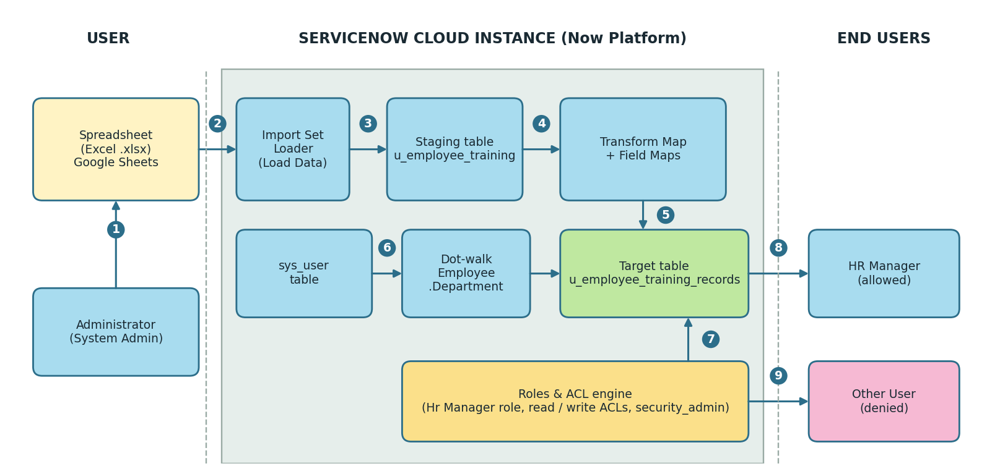 USER
SERVICENOW CLOUD INSTANCE (Now Platform)
END USERS
Spreadsheet
(Excel .xlsx)
Google Sheets
2
Import Set
Loader
(Load Data)
3
Staging table
u_employee_training
4
Transform Map
+ Field Maps
1
5
sys_user
table
6
Dot-walk
Employee
.Department
Target table
u_employee_training_records
8
HR Manager
(allowed)
Administrator
(System Admin)
7
Roles & ACL engine
(Hr Manager role, read / write ACLs, security_admin)
9
Other User
(denied)